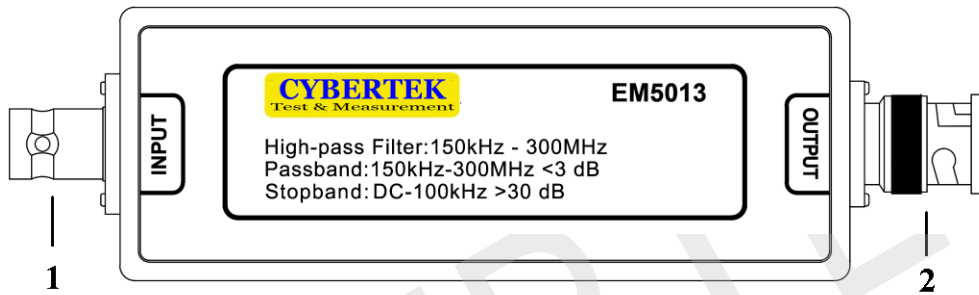 CYBERTEK
Test & Measurement
EM5013
High-pass Filter:150kHz - 300MHz
Passband:150kHz-300MHz <3 dB
Stopband:DC-100kHz >30 dB
INPUT
OUTPUT
1
2